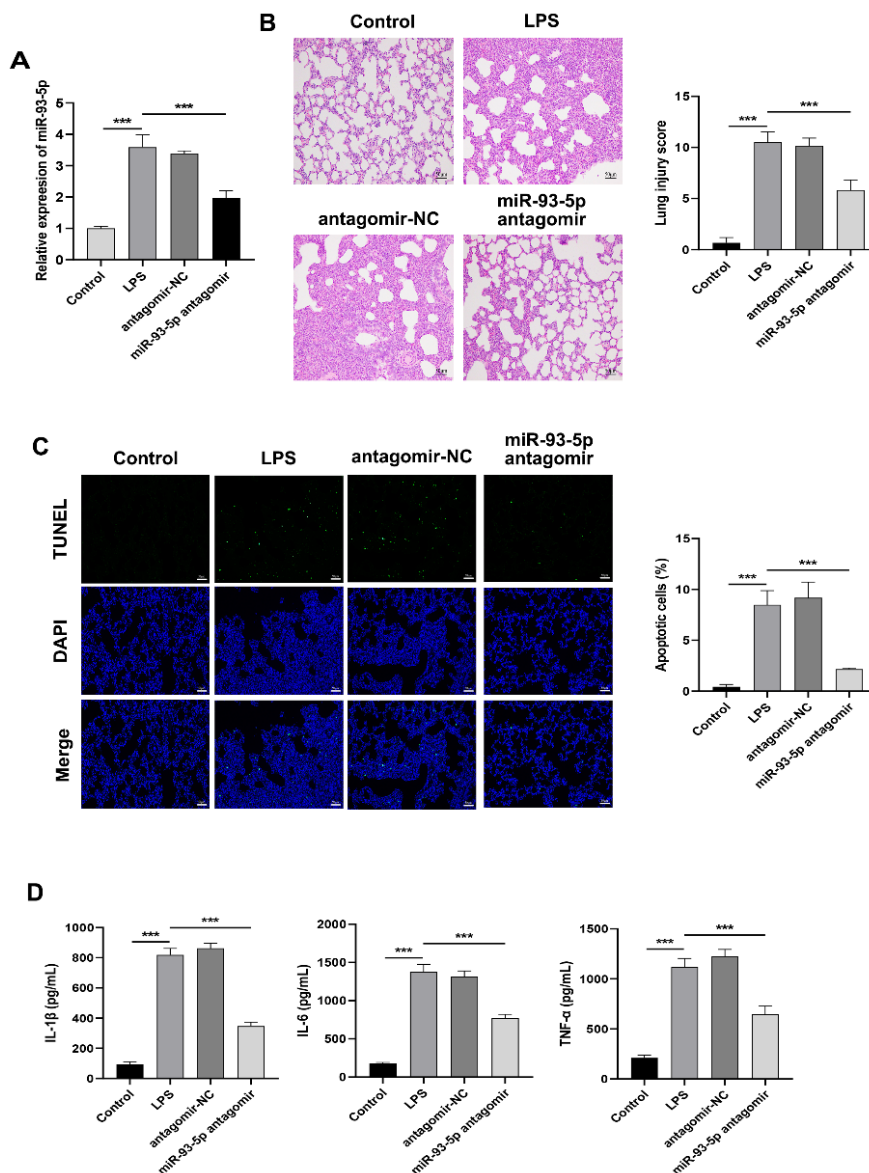 A
Relative expreesion of miR-93-5p
5
4
3
2
1
0
***
***
Control
LPS
antagomir-NC
miR-93-5p antagomir
B
Control
LPS
antagomir-NC
miR-93-5p
antagomir
Lung injury score
15
10
5
0
***
***
Control
LPS
antagomir-NC
miR-93-5p antagomir
C
Control
LPS
antagomir-NC
miR-93-5p
antagomir
TUNEL
DAPI
Merge
Apoptotic cells (%)
15
10
5
0
***
***
Control
LPS
antagomir-NC
miR-93-5p antagomir
D
IL-1β (pg/mL)
1000
800
600
400
200
0
***
***
Control
LPS
antagomir-NC
miR-93-5p antagomir
IL-6 (pg/mL)
2000
1500
1000
500
0
***
***
Control
LPS
antagomir-NC
miR-93-5p antagomir
TNF-α (pg/mL)
1500
1000
500
0
***
***
Control
LPS
antagomir-NC
miR-93-5p antagomir